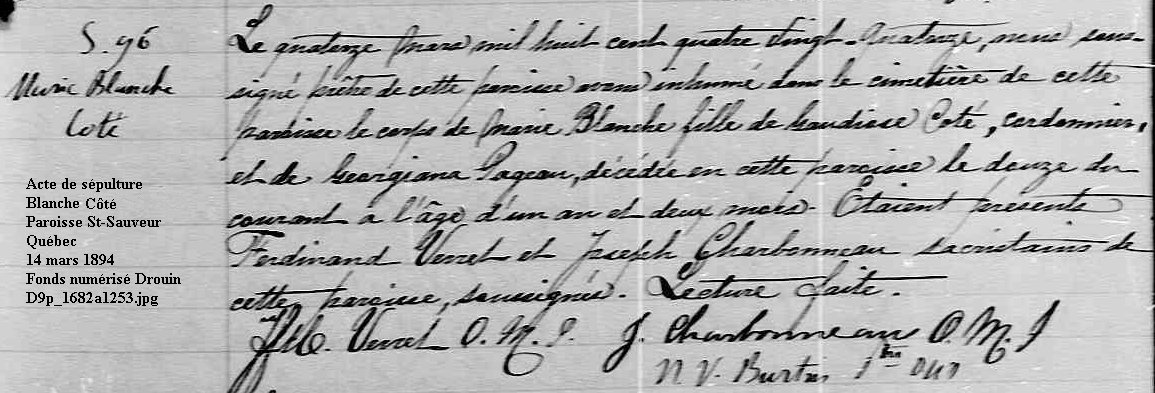 S. 96
Marie Blanche
Coté
Le quatorze Mars mil huit cent quatre vingt-quatorze, nous sous-
signé prêtre de cette paroisse avons inhumé dans le cimetière de cette
paroisse le corps de Marie Blanche fille de Gaudiose Coté, cordonnier,
et de Georgiana Pageau, décédée en cette paroisse le douze du
courant a l'âge d'un an et deux mois. Étaient présents
Ferdinand Verret et Joseph Charbonneau sacristains de
cette paroisse, soussignés. Lecture faite.
Verret O. M. I. J. Charbonneau O. M. I
N. V. Burtin Ptre OMI
Acte de sépulture
Blanche Côté
Paroisse St-Sauveur
Québec
14 mars 1894
Fonds numérisé Drouin
D9p_1682a1253.jpg